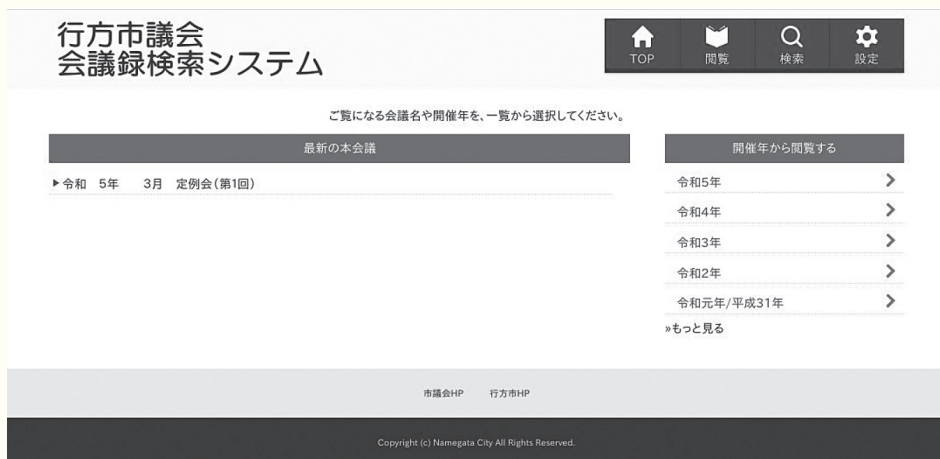 行方市議会
会議録検索システム
TOP
閲覧
検索
設定
ご覧になる会議名や開催年を、一覧から選択してください。
最新の本会議
令和　5年　　3月　定例会（第1回）
開催年から閲覧する
令和5年
令和4年
令和3年
令和2年
令和元年/平成31年
»もっと見る
市議会HP　　行方市HP
Copyright (c) Namegata City All Rights Reserved.